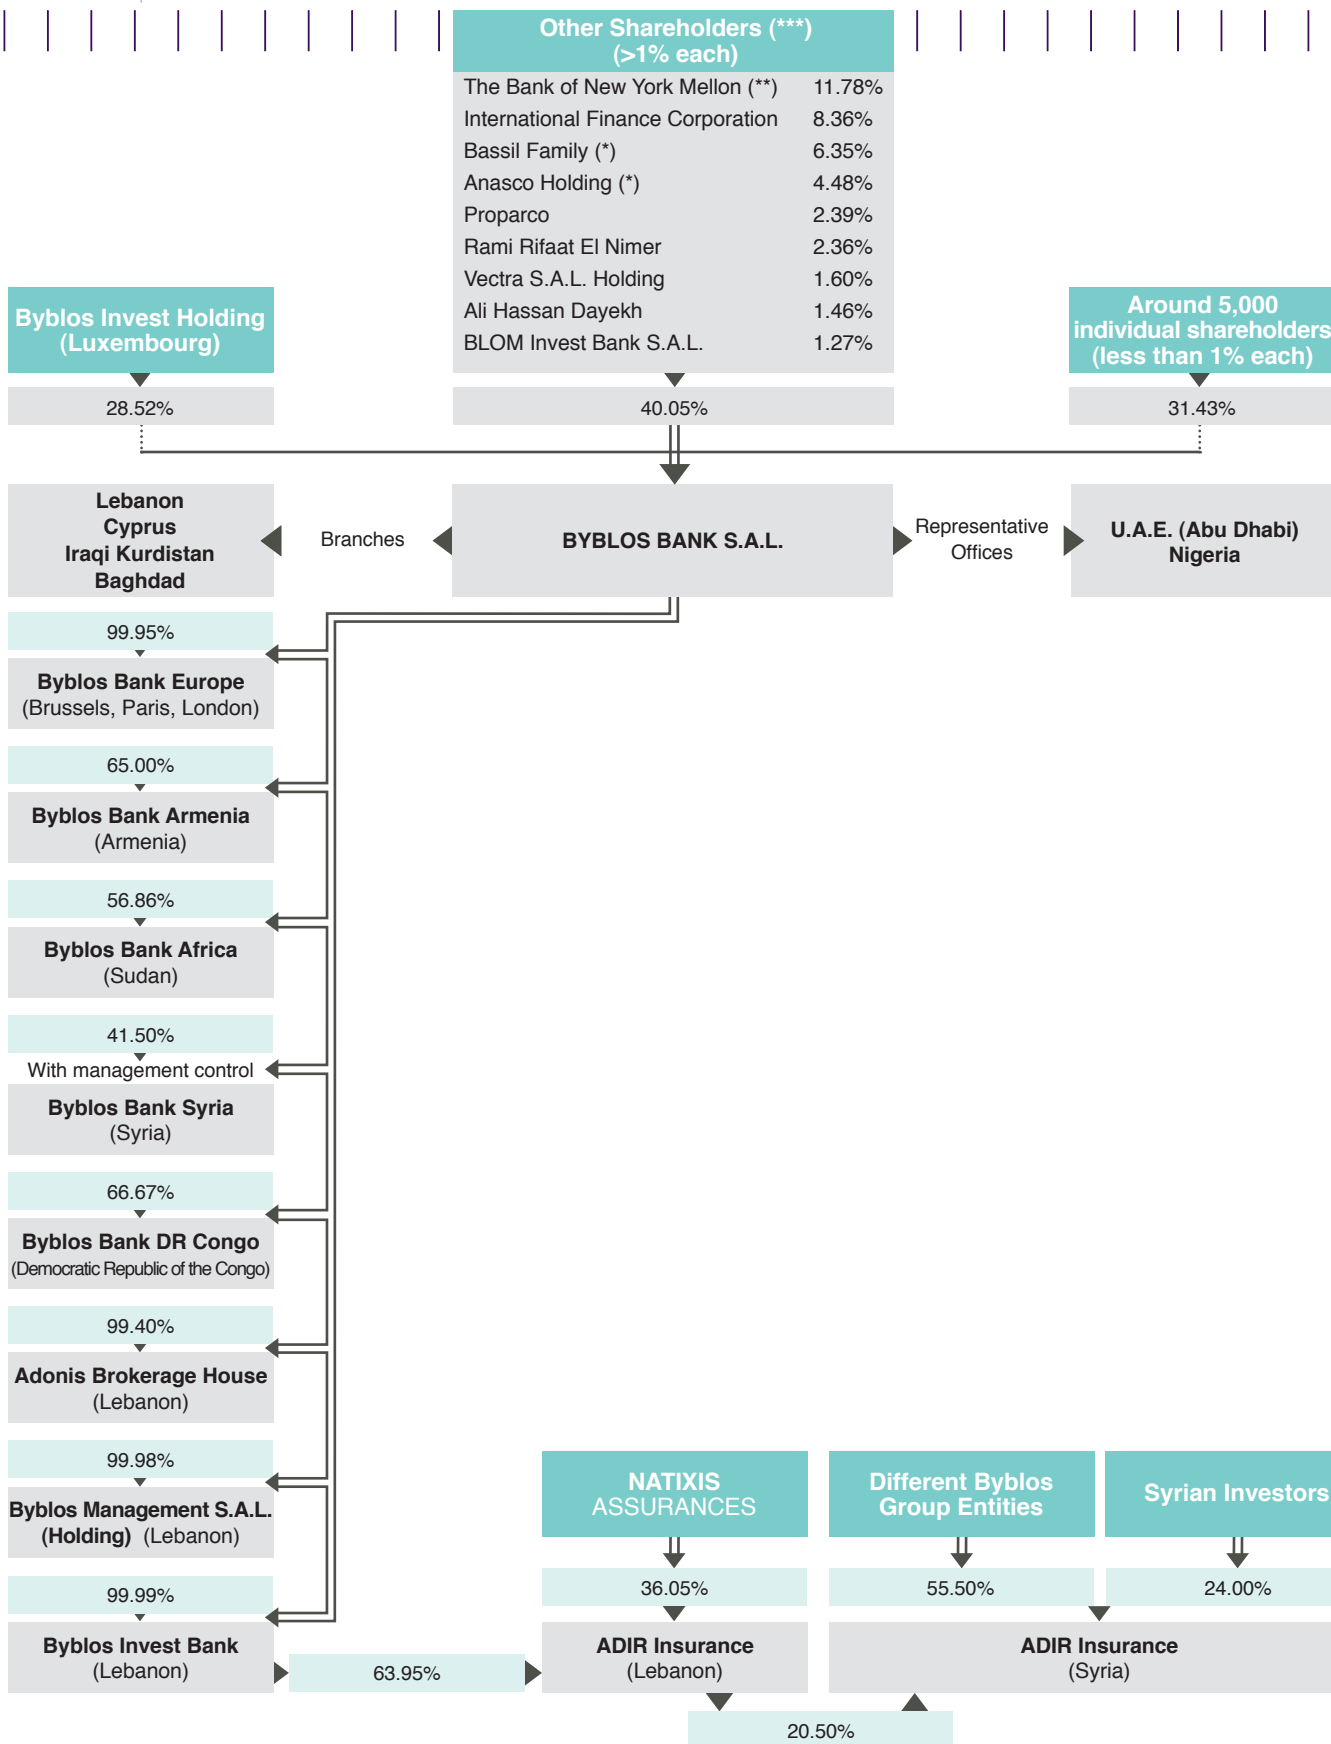 Other Shareholders (***)
(>1% each)
The Bank of New York Mellon (**) 11.78%
International Finance Corporation 8.36%
Bassil Family (*) 6.35%
Anasco Holding (*) 4.48%
Proparco 2.39%
Rami Rifaat El Nimer 2.36%
Vectra S.A.L. Holding 1.60%
Ali Hassan Dayekh 1.46%
BLOM Invest Bank S.A.L. 1.27%
Byblos Invest Holding
(Luxembourg)
Around 5,000
individual shareholders
(less than 1% each)
28.52%
40.05%
31.43%
Lebanon
Cyprus
Iraqi Kurdistan
Baghdad
Branches
BYBLOS BANK S.A.L.
Representative
Offices
U.A.E. (Abu Dhabi)
Nigeria
99.95%
Byblos Bank Europe
(Brussels, Paris, London)
65.00%
Byblos Bank Armenia
(Armenia)
56.86%
Byblos Bank Africa
(Sudan)
41.50%
With management control
Byblos Bank Syria
(Syria)
66.67%
Byblos Bank DR Congo
(Democratic Republic of the Congo)
99.40%
Adonis Brokerage House
(Lebanon)
99.98%
Byblos Management S.A.L.
(Holding) (Lebanon)
NATIXIS
ASSURANCES
Different Byblos
Group Entities
Syrian Investors
99.99%
36.05%
55.50%
24.00%
Byblos Invest Bank
(Lebanon)
63.95%
ADIR Insurance
(Lebanon)
ADIR Insurance
(Syria)
20.50%